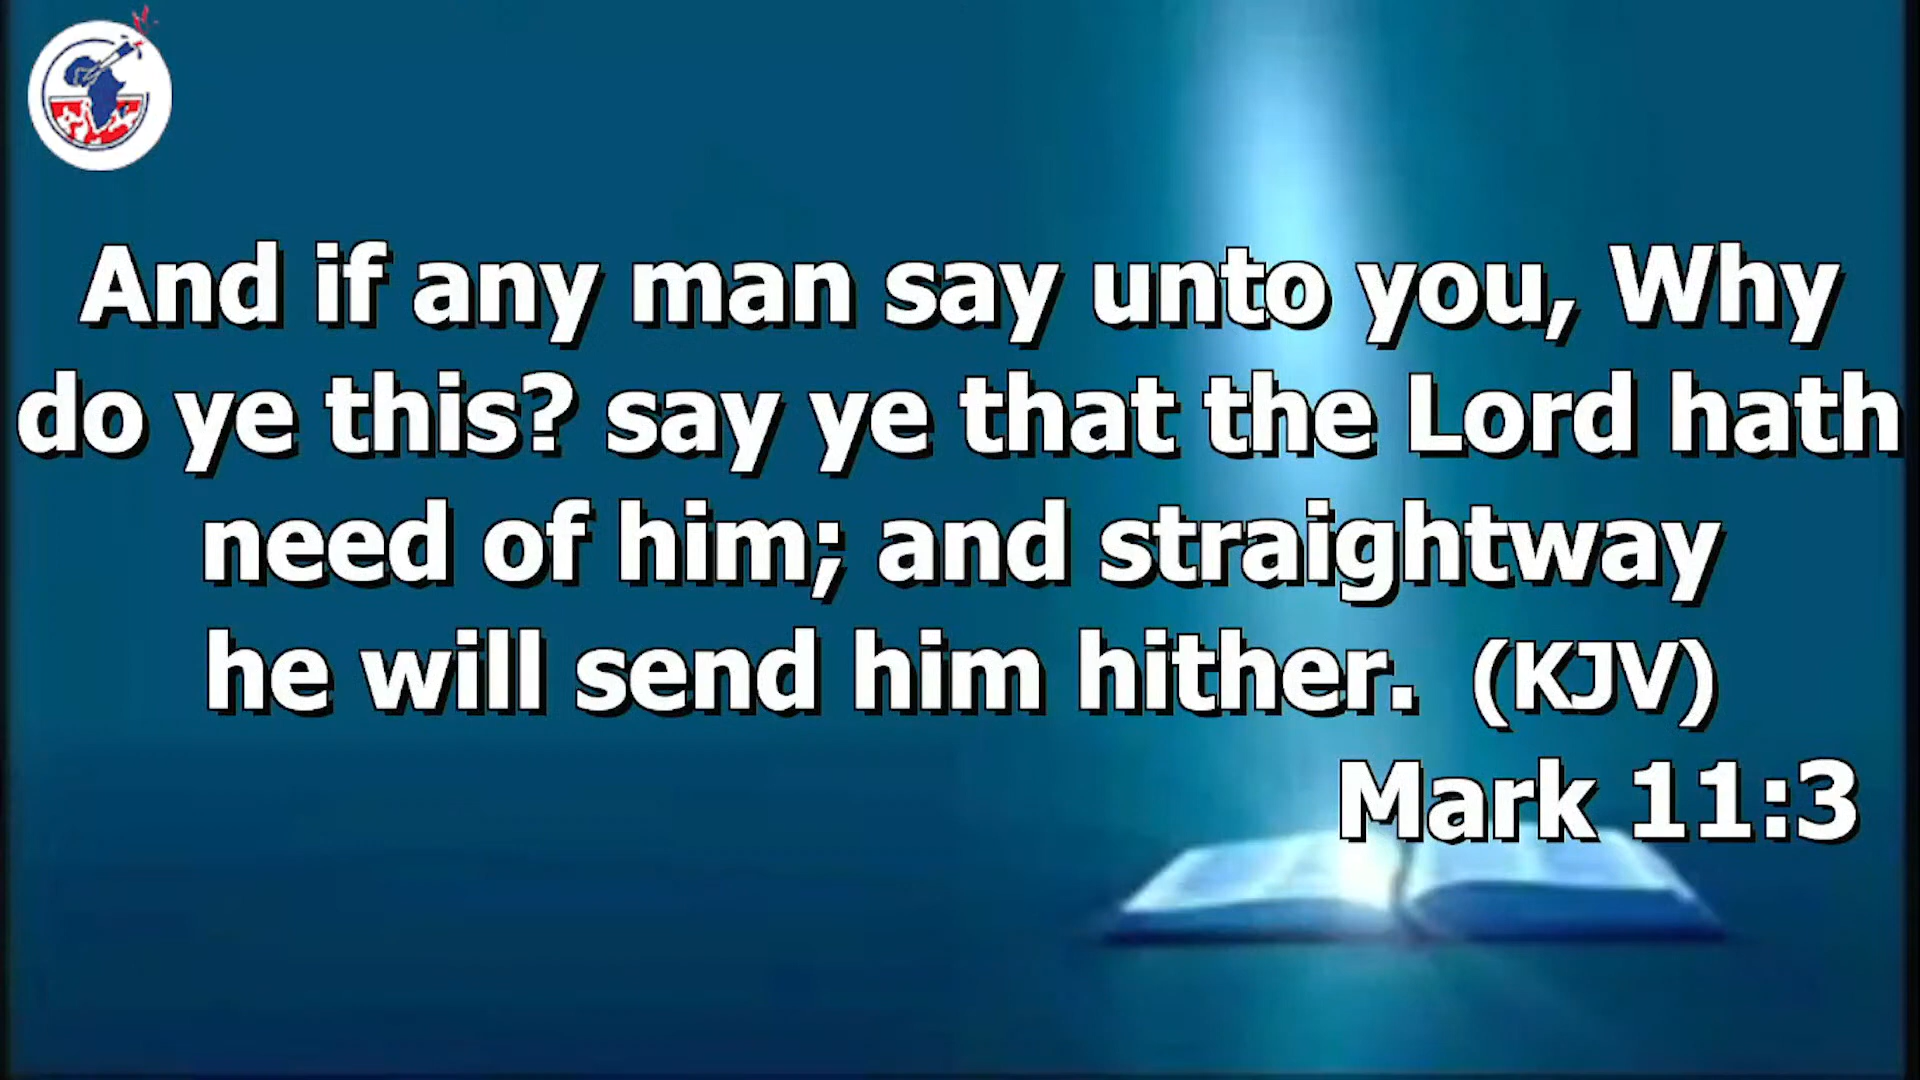 And if any man say unto you, Why
do ye this? say ye that the Lord hath
need of him; and straightway
he will send him hither. (KJV)
Mark 11:3